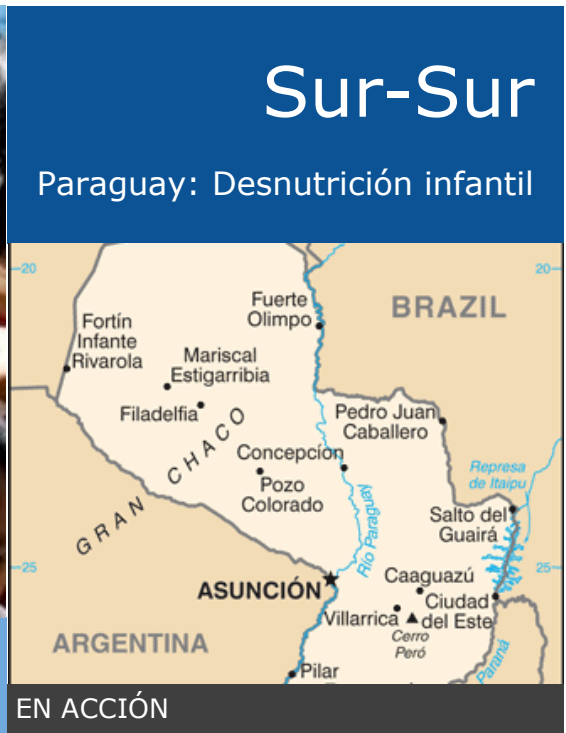 Sur-Sur
Paraguay: Desnutrición infantil
20
20
Fuerte
Olimpo
BRAZIL
Fortín
Infante
Rivarola
Mariscal
Estigarribia
Filadelfia
Pedro Juan
Caballero
GRAN CHACO
Concepción
Pozo
Colorado
Represa
de Itaipu
Río Paraguay
Salto del
Guairá
25
25
ASUNCIÓN
Caaguazú
Ciudad
del Este
Villarrica
Cerro
Peró
ARGENTINA
Paraná
Pilar
EN ACCIÓN